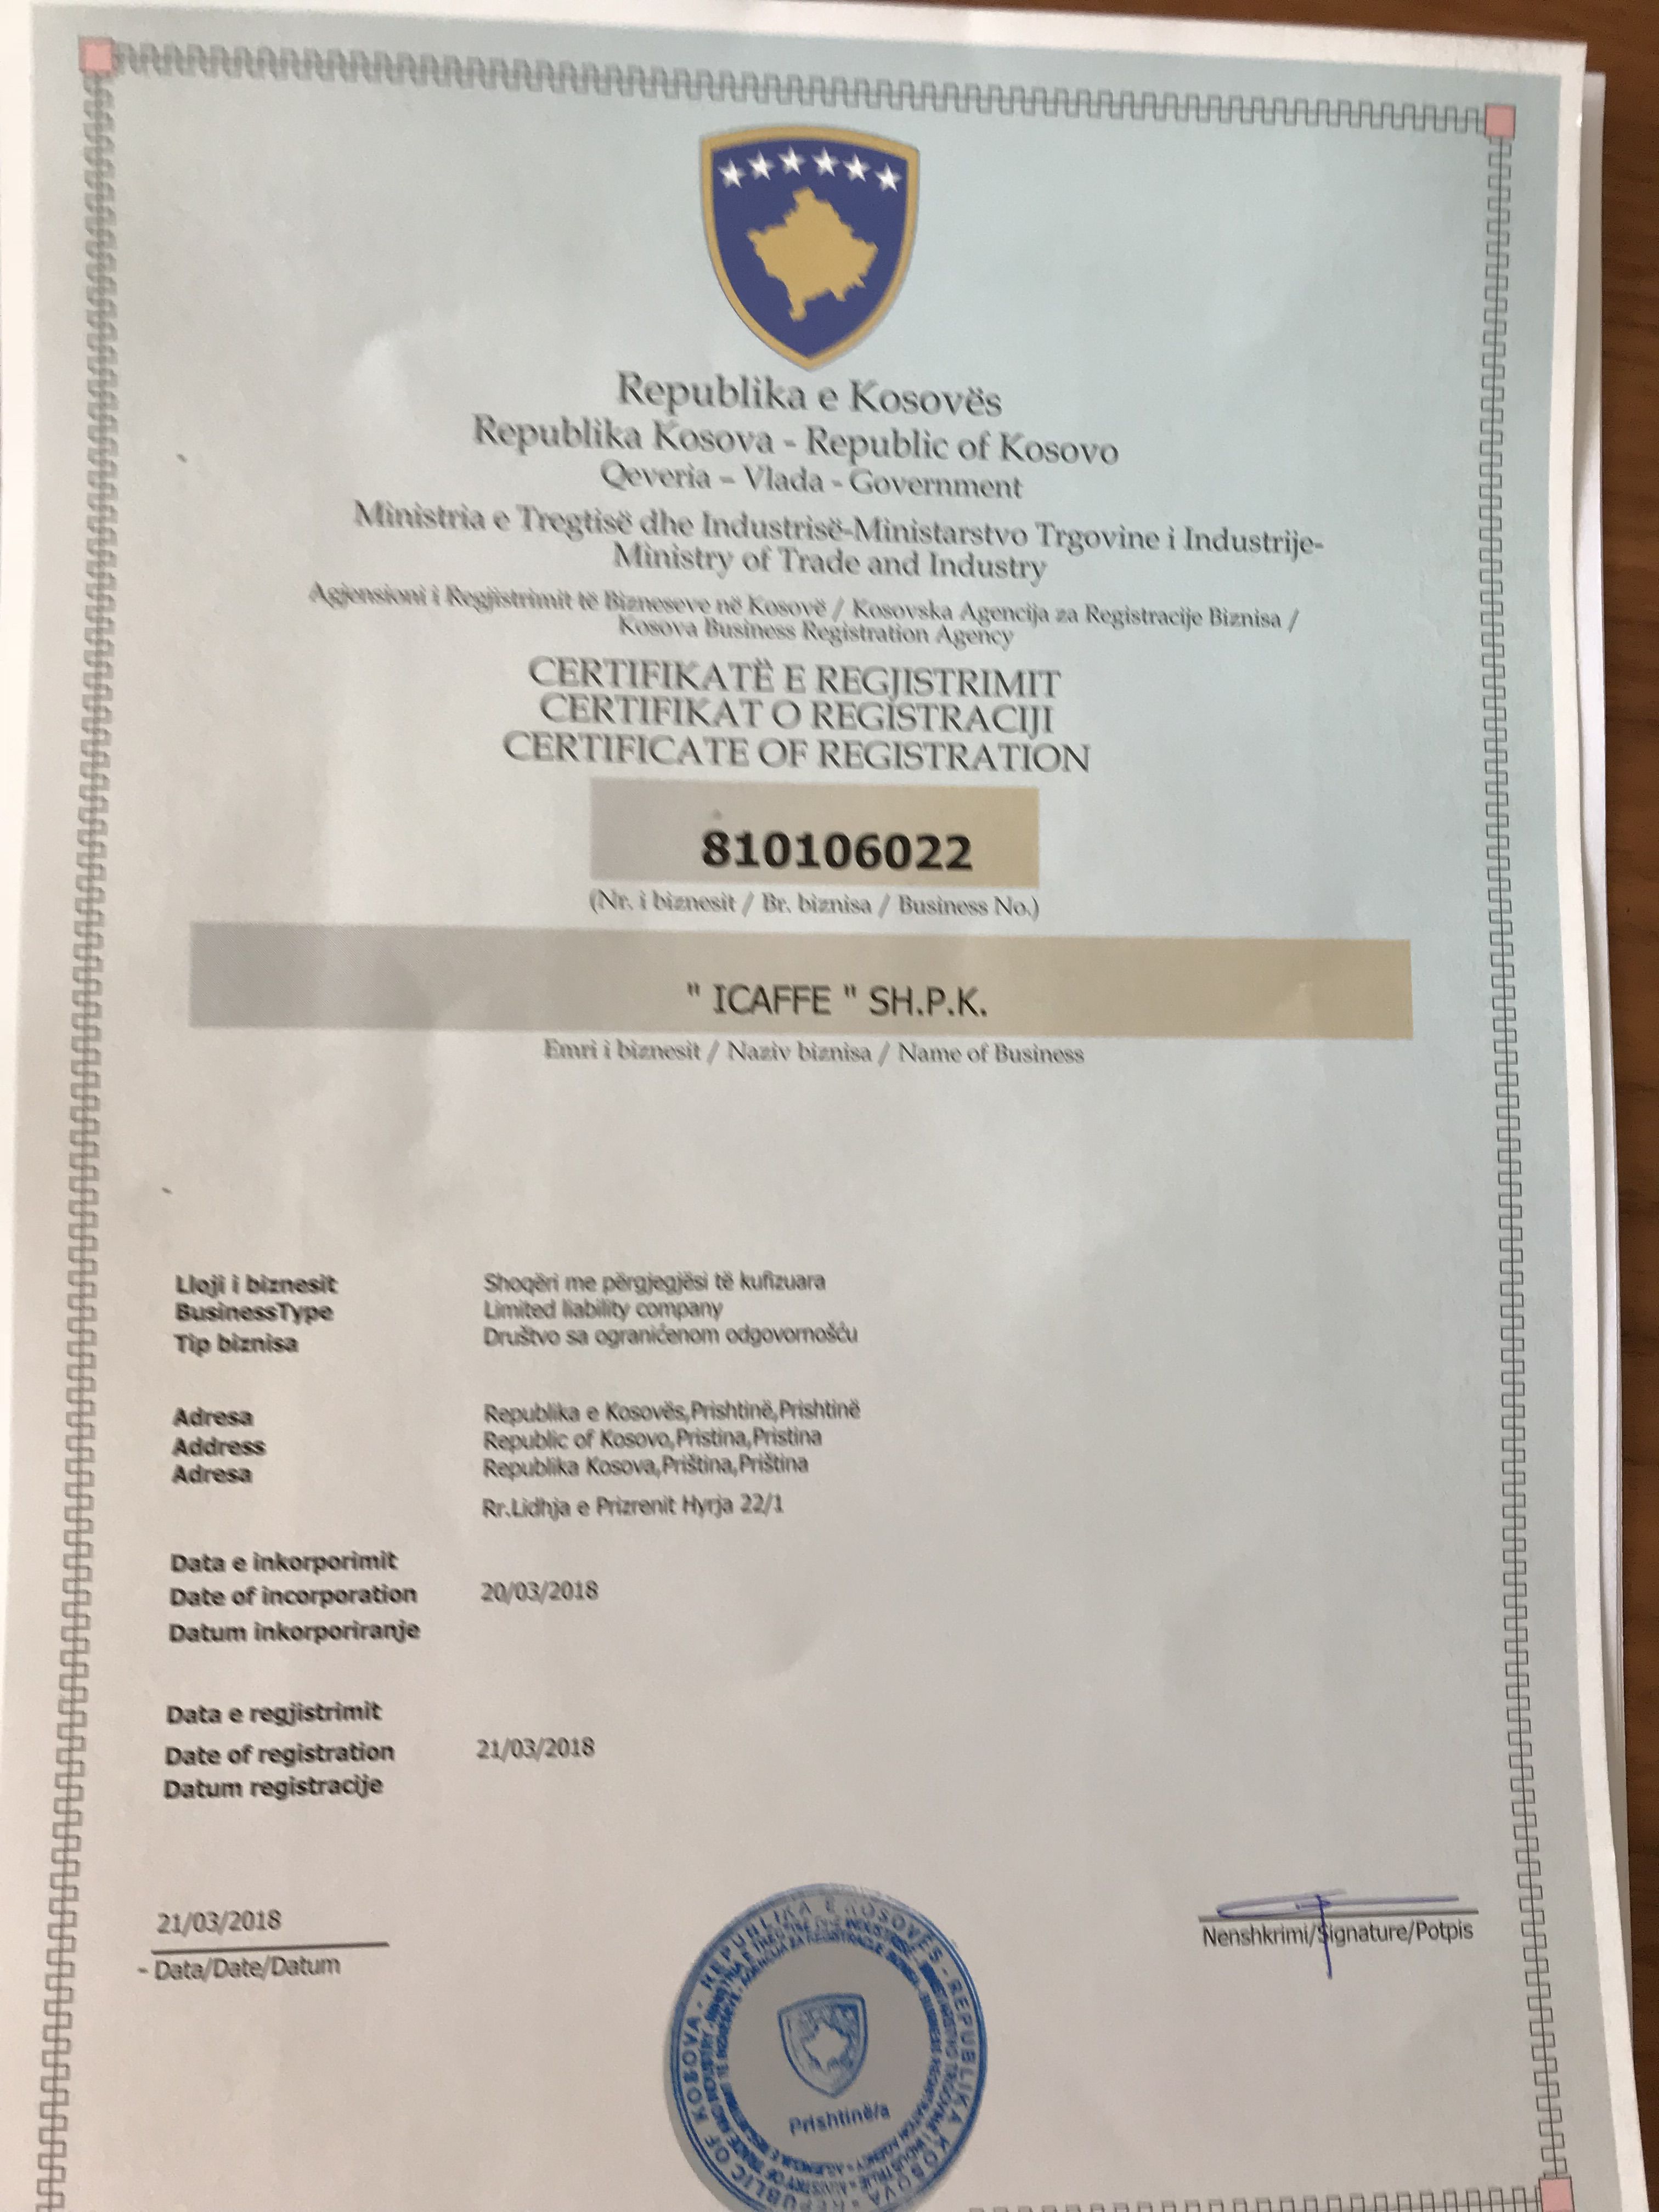 Republika e Kosovës
Republika Kosova - Republic of Kosovo
Qeveria – Vlada - Government
Ministria e Tregtisë dhe Industrisë-Ministarstvo Trgovine i Industrije-
Ministry of Trade and Industry
Agjensioni i Regjistrimit të Bizneseve në Kosovë / Kosovska Agencija za Registracije Biznisa /
Kosova Business Registration Agency
CERTIFIKATË E REGJISTRIMIT
CERTIFIKAT O REGISTRACIJI
CERTIFICATE OF REGISTRATION
810106022
(Nr. i biznesit / Br. biznisa / Business No.)
" ICAFFE " SH.P.K.
Emri i biznesit / Naziv biznisa / Name of Business
Lloji i biznesit Shoqëri me përgjegjësi të kufizuara
BusinessType Limited liability company
Tip biznisa Društvo sa ograničenom odgovornošću
Adresa Republika e Kosovës,Prishtinë,Prishtinë
Address Republic of Kosovo,Pristina,Pristina
Adresa Republika Kosova,Priština,Priština
Rr.Lidhja e Prizrenit Hyrja 22/1
Data e inkorporimit
Date of incorporation 20/03/2018
Datum inkorporiranje
Data e regjistrimit
Date of registration 21/03/2018
Datum registracije
21/03/2018
- Data/Date/Datum
Nenshkrimi/Signature/Potpis
REPUBLIKA E KOSOVËS - REPUBLIKA KOSOVA - REPUBLIC OF KOSOVA
Prishtinë/a